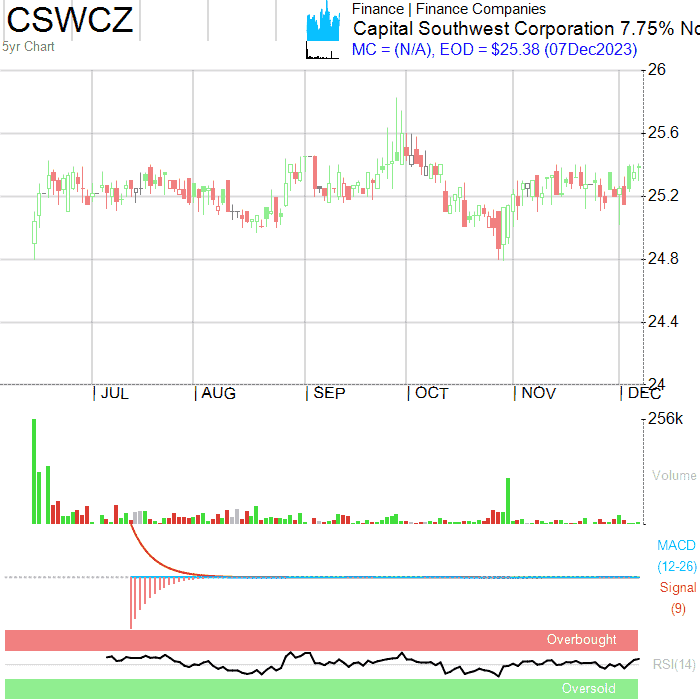 CSWCZ
Finance | Finance Companies
Capital Southwest Corporation 7.75% No
5yr Chart
MC = (N/A), EOD = $25.38 (07Dec2023)
26
25.6
25.2
24.8
24.4
24
| JUL | AUG | SEP | OCT | NOV | DEC
256k
Volume
MACD
(12-26)
Signal
(9)
Overbought
RSI(14)
Oversold